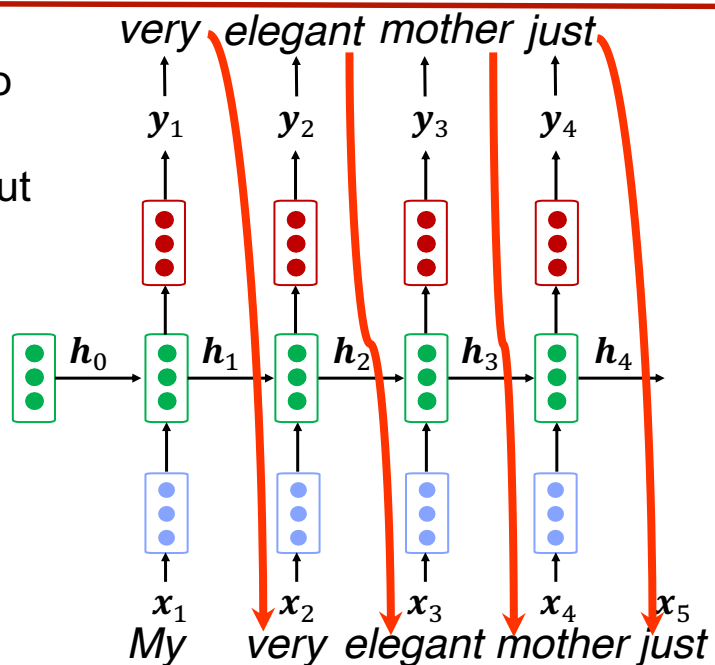 very elegant mother just
o
y₁ y₂ y₃ y₄
ut
h₀ h₁ h₂ h₃ h₄
x₁ x₂ x₃ x₄ x₅
My very elegant mother just